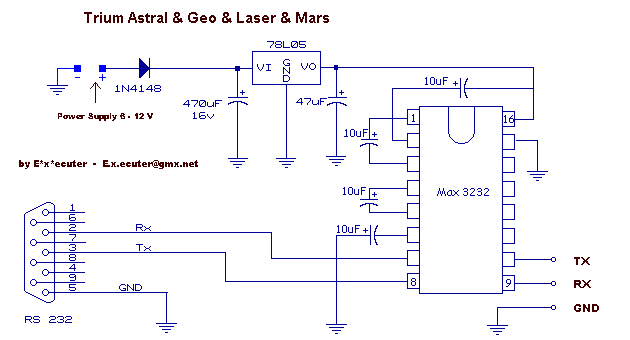 Trium Astral & Geo & Laser & Mars
78L05
VI
GND
VO
- +
1N4148
470uF
16v
47uF
10uF
Power Supply 6 - 12 V
1
16
10uF
by E*x*ecuter - E.x.ecuter@gmx.net
Max 3232
10uF
10uF
1
6
2
Rx
7
3
Tx
8
4
9
5
GND
8
9
TX
RX
GND
RS 232